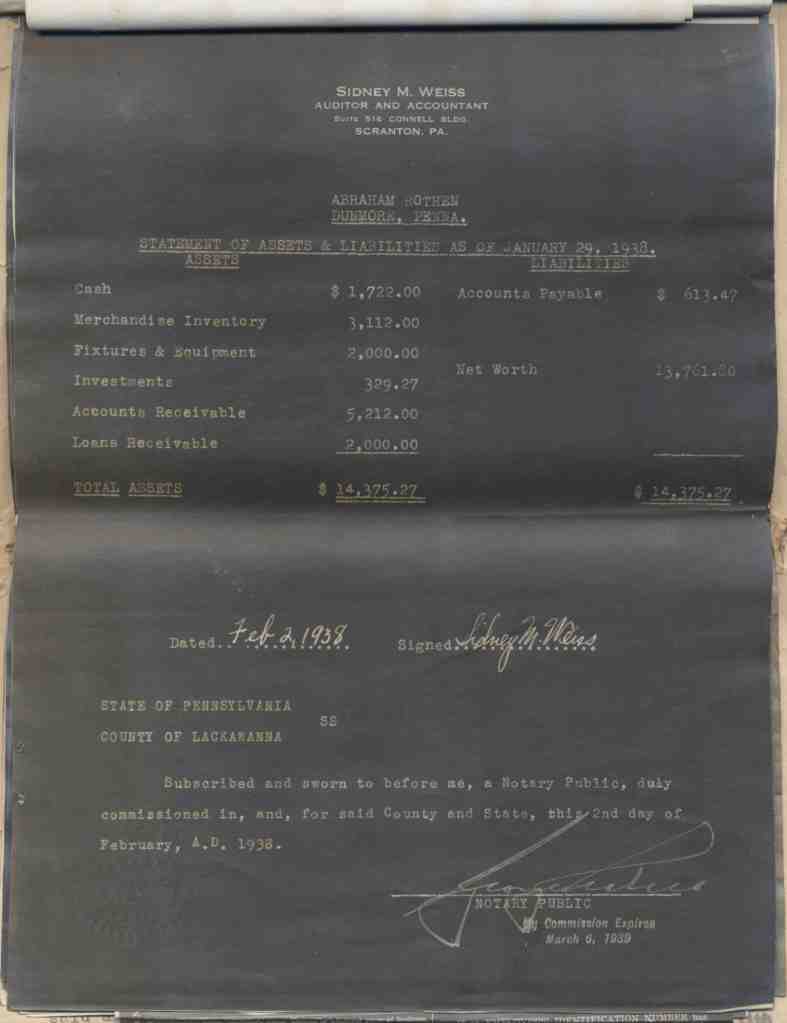 SIDNEY M. WEISS
AUDITOR AND ACCOUNTANT
SUITE 516 CONNELL BLDG.
SCRANTON, PA.
ABRAHAM ROTHEN
DUNMORE, PENNA.
STATEMENT OF ASSETS & LIABILITIES AS OF JANUARY 29, 1938.
ASSETS LIABILITIES
Cash $ 1,722.00 Accounts Payable $ 613.47
Merchandise Inventory 3,112.00
Fixtures & Equipment 2,000.00
Net Worth 13,761.80
Investments 329.27
Accounts Receivable 5,212.00
Loans Receivable 2,000.00
TOTAL ASSETS $ 14,375.27 $ 14,375.27
Dated.. Feb 2, 1938 Signed Sidney M. Weiss
STATE OF PENNSYLVANIA
SS
COUNTY OF LACKAWANNA
Subscribed and sworn to before me, a Notary Public, duly
commissioned in, and, for said County and State, this 2nd day of
February, A.D. 1938.
NOTARY PUBLIC
My Commission Expires
March 6, 1939
IDENTIFICATION NUMBER